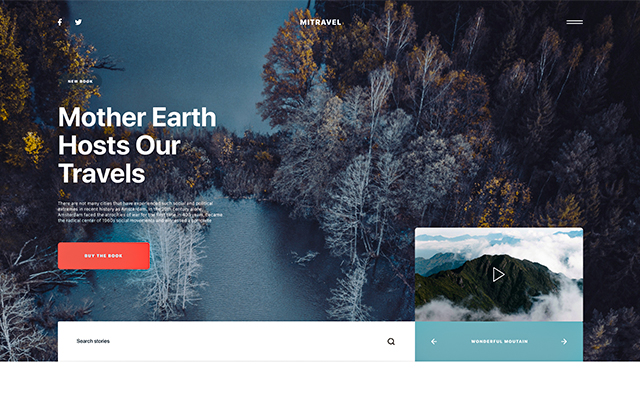 MITRAVEL
NEW BOOK
Mother Earth
Hosts Our
Travels
There are not many cities that have experienced such social and political
extremes in recent history as Amsterdam. In the 20th century alone,
Amsterdam faced the atrocities of war for the first time in 400 years, became
the radical center of 1960s social movements and
BUY THE BOOK
Search stories
WONDERFUL MOUTAIN